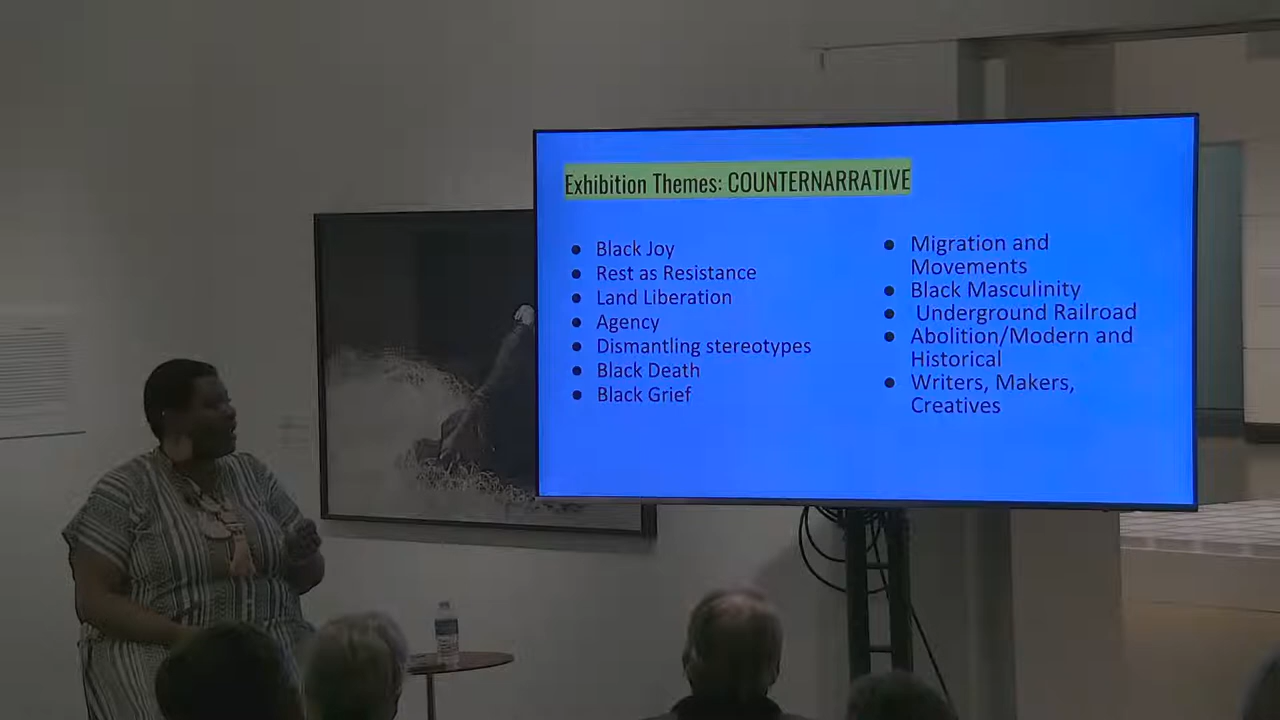 Exhibition Themes: COUNTERNARRATIVE
● Black Joy
● Rest as Resistance
● Land Liberation
● Agency
● Dismantling stereotypes
● Black Death
● Black Grief
● Migration and
Movements
● Black Masculinity
● Underground Railroad
● Abolition/Modern and
Historical
● Writers, Makers,
Creatives